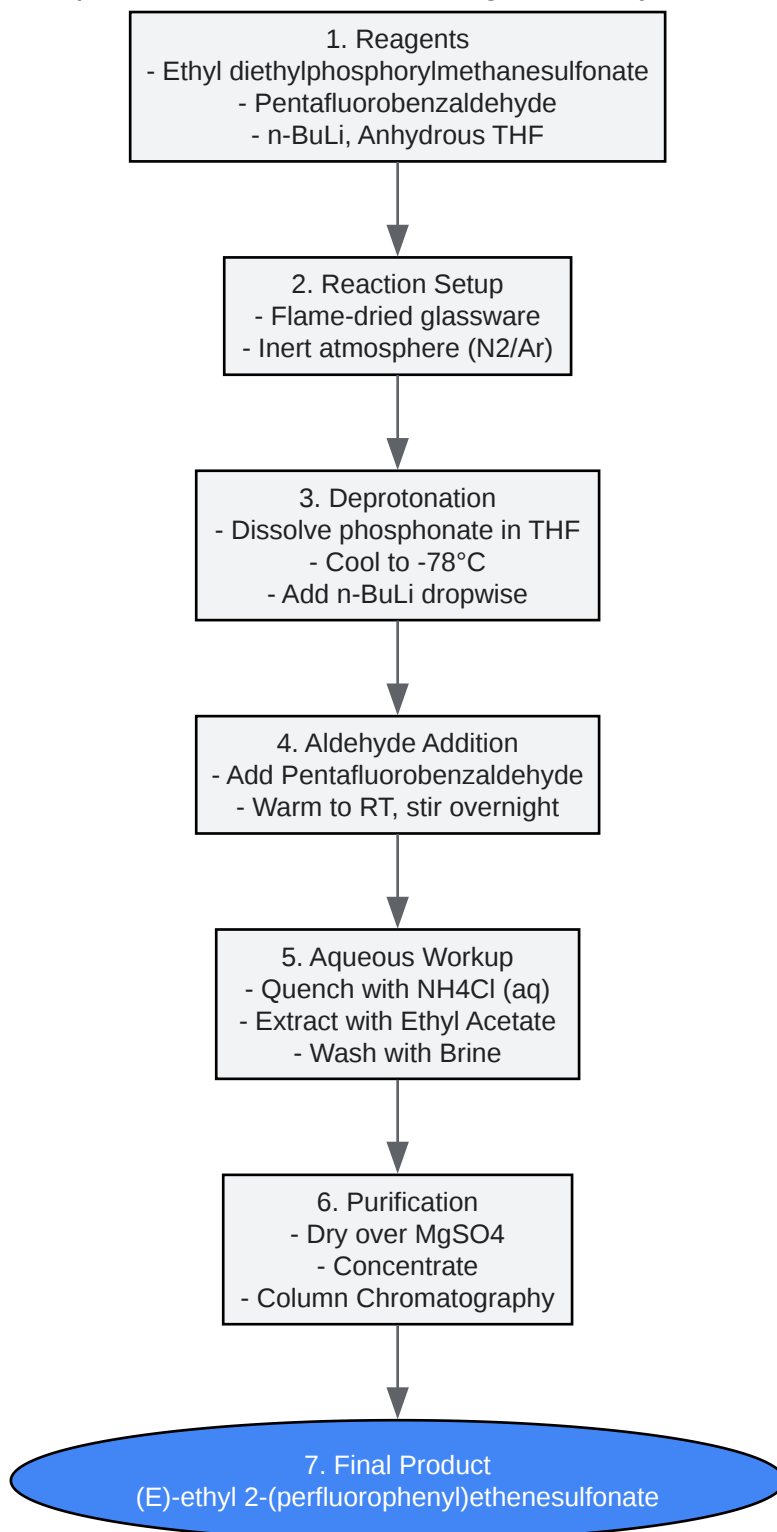 1. Reagents
- Ethyl diethylphosphorylmethanesulfonate
- Pentafluorobenzaldehyde
- n-BuLi, Anhydrous THF
2. Reaction Setup
- Flame-dried glassware
- Inert atmosphere (N2/Ar)
3. Deprotonation
- Dissolve phosphonate in THF
- Cool to -78°C
- Add n-BuLi dropwise
4. Aldehyde Addition
- Add Pentafluorobenzaldehyde
- Warm to RT, stir overnight
5. Aqueous Workup
- Quench with NH4Cl (aq)
- Extract with Ethyl Acetate
- Wash with Brine
6. Purification
- Dry over MgSO4
- Concentrate
- Column Chromatography
7. Final Product
(E)-ethyl 2-(perfluorophenyl)ethenesulfonate